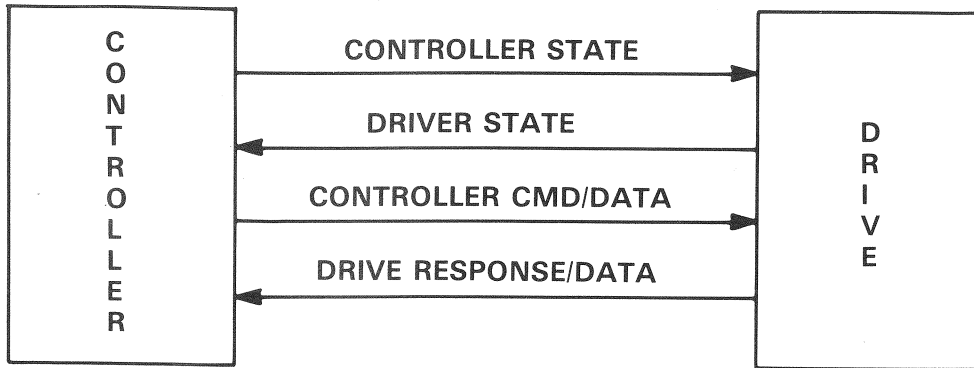 CONTROLLER
CONTROLLER STATE
DRIVER STATE
CONTROLLER CMD/DATA
DRIVE RESPONSE/DATA
DRIVE